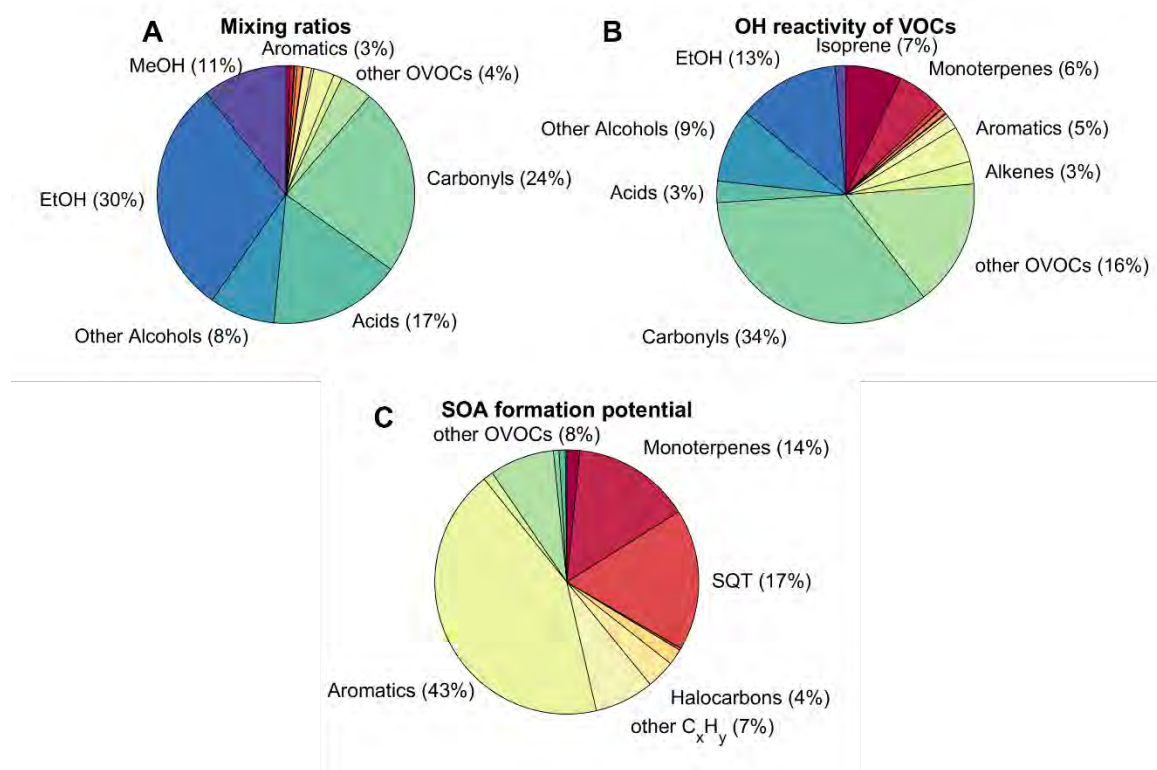 A
Mixing ratios
Aromatics (3%)
MeOH (11%)
other OVOCs (4%)
Carbonyls (24%)
EtOH (30%)
Acids (17%)
Other Alcohols (8%)
B
OH reactivity of VOCs
Isoprene (7%)
EtOH (13%)
Monoterpenes (6%)
Other Alcohols (9%)
Aromatics (5%)
Alkenes (3%)
Acids (3%)
other OVOCs (16%)
Carbonyls (34%)
C
SOA formation potential
other OVOCs (8%)
Monoterpenes (14%)
SQT (17%)
Aromatics (43%)
Halocarbons (4%)
other CxHy (7%)